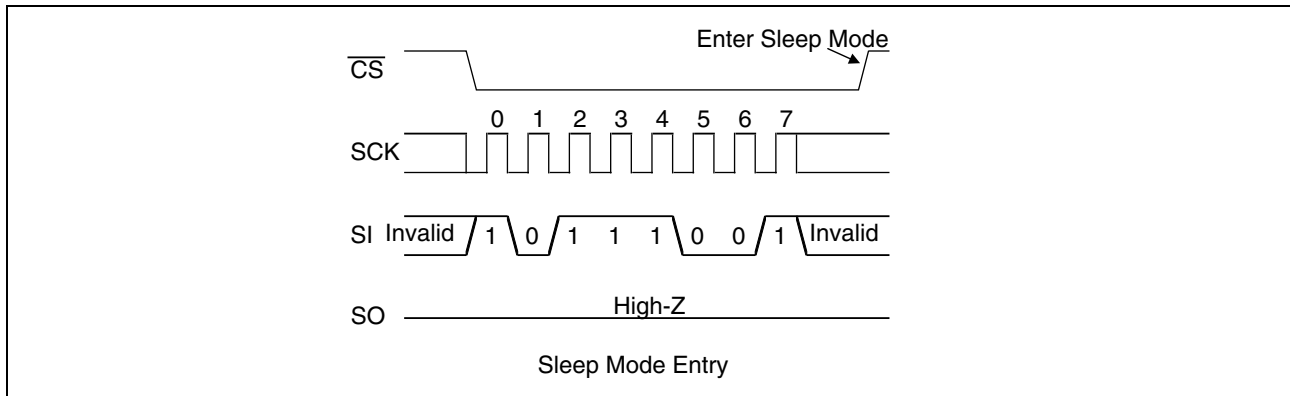 Enter Sleep Mode
CS
0 1 2 3 4 5 6 7
SCK
SI Invalid 1 0 1 1 1 0 0 1 Invalid
High-Z
SO
Sleep Mode Entry